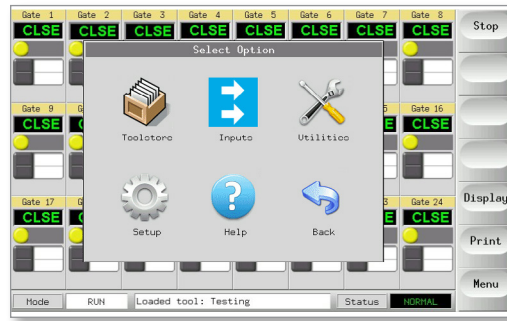 Gate 1 Gate 2 Gate 3 Gate 4 Gate 5 Gate 6 Gate 7 Gate 8
CLSE CLSE CLSE CLSE CLSE CLSE CLSE CLSE
Stop
Select Option
Gate 9 Gate 16
CLSE CLSE
Toolstore Inputs Utilities
Gate 17 Gate 24
CLSE CLSE
Display
Setup Help Back
Print
Menu
Mode RUN Loaded tool: Testing Status NORMAL